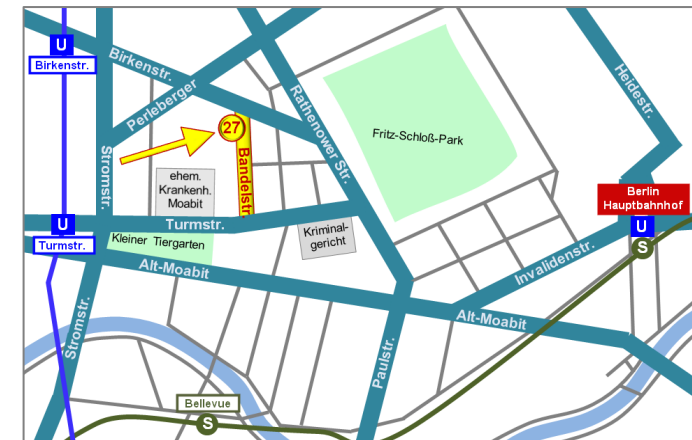 U
Birkenstr.
Birkenstr.
Perleberger
Rathenower Str.
Heidestr.
27
Fritz-Schloß-Park
Stromstr.
Bandelstr.
ehem.
Krankenh.
Moabit
Berlin
Hauptbahnhof
U
Turmstr.
Turmstr.
Kriminal-
gericht
U
S
Kleiner Tiergarten
Alt-Moabit
Invalidenstr.
Alt-Moabit
Stromstr.
Paulstr.
Bellevue
S